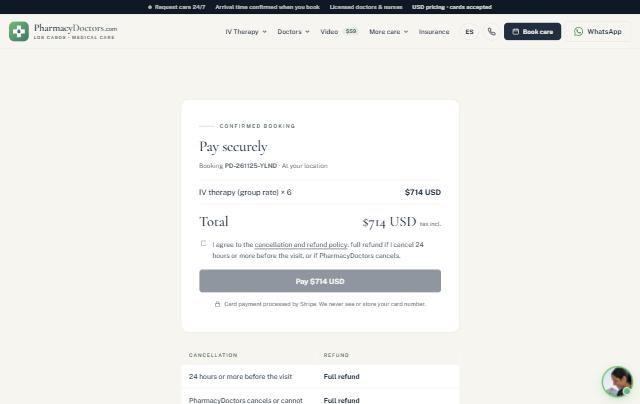 Request care 24/7 Arrival time confirmed when you book Licensed doctors & nurses USD pricing · cards accepted
PharmacyDoctors.com
LOS CABOS · MEDICAL CARE
IV Therapy Doctors Video $59 More care Insurance ES Book care WhatsApp
CONFIRMED BOOKING
Pay securely
Booking PD-261125-YLND · At your location
IV therapy (group rate) × 6 $714 USD
Total $714 USD tax incl.
I agree to the cancellation and refund policy: full refund if I cancel 24
hours or more before the visit, or if PharmacyDoctors cancels.
Pay $714 USD
Card payment processed by Stripe. We never see or store your card number.
CANCELLATION REFUND
24 hours or more before the visit Full refund
PharmacyDoctors cancels or cannot Full refund